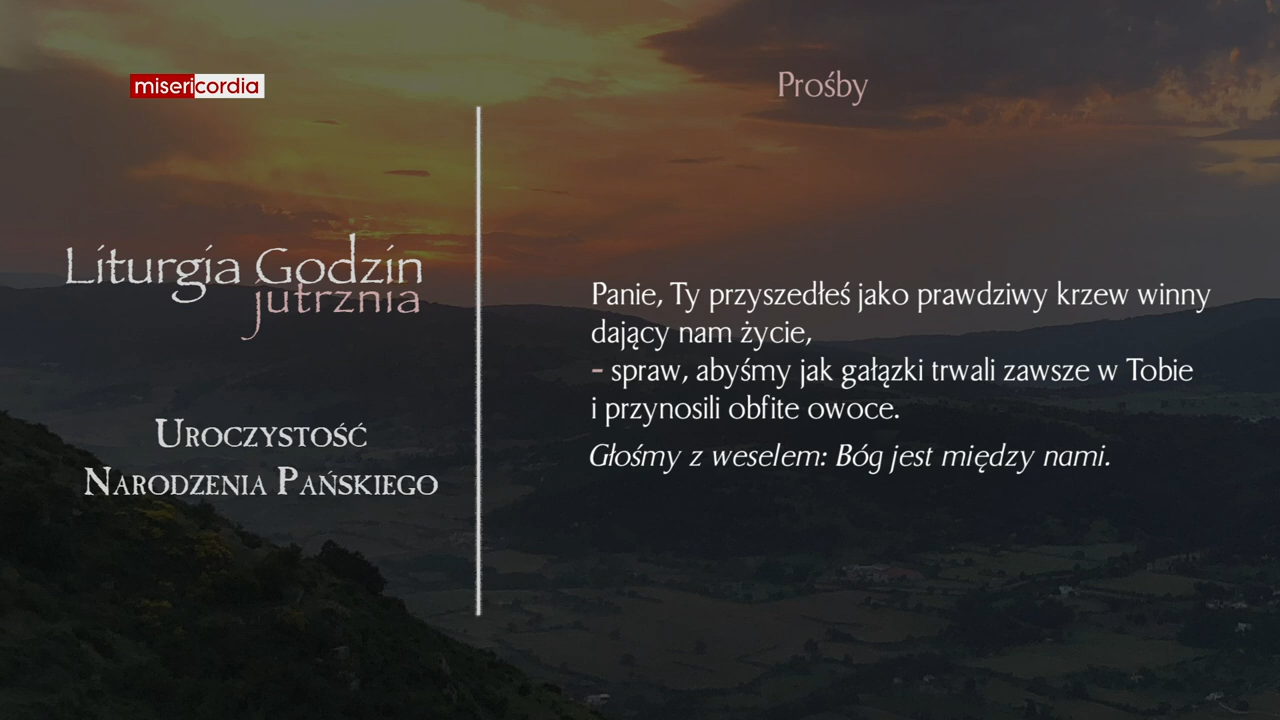 misericordia
Prośby
Liturgia Godzin
jutrznia
Uroczystość
Narodzenia Pańskiego
Panie, Ty przyszedłeś jako prawdziwy krzew winny
dający nam życie,
- spraw, abyśmy jak gałązki trwali zawsze w Tobie
i przynosili obfite owoce.
Głośmy z weselem: Bóg jest między nami.